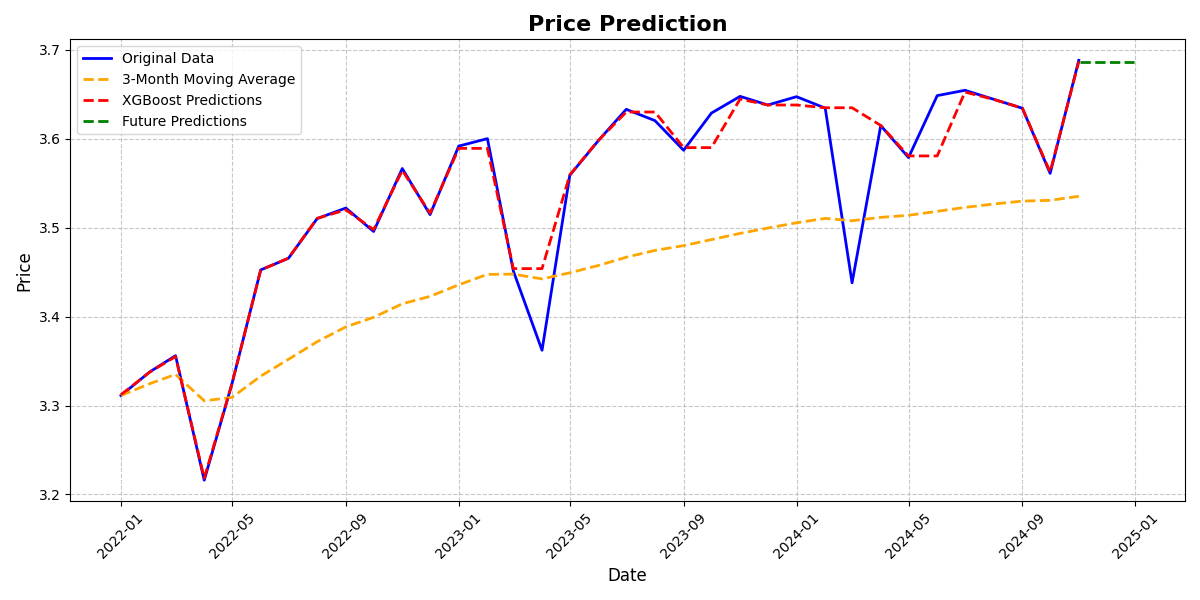 Price Prediction
Original Data
3-Month Moving Average
XGBoost Predictions
Future Predictions
Price
3.7
3.6
3.5
3.4
3.3
3.2
2022-01
2022-05
2022-09
2023-01
2023-05
2023-09
2024-01
2024-05
2024-09
2025-01
Date